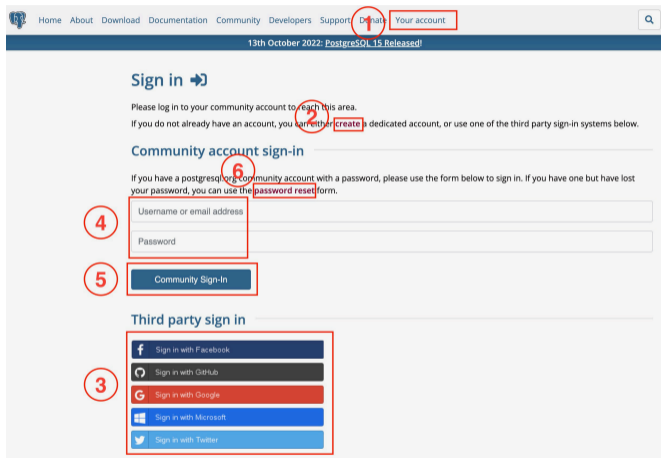 Home About Download Documentation Community Developers Support Donate Your account
1
13th October 2022: PostgreSQL 15 Released!
Sign in
Please log in to your community account to reach this area.
2
If you do not already have an account, you can either create a dedicated account, or use one of the third party sign-in systems below.
Community account sign-in
6
If you have a postgresql.org community account with a password, please use the form below to sign in. If you have one but have lost
your password, you can use the password reset form.
4
Username or email address
Password
5
Community Sign-In
Third party sign in
3
Sign in with Facebook
Sign in with GitHub
Sign in with Google
Sign in with Microsoft
Sign in with Twitter